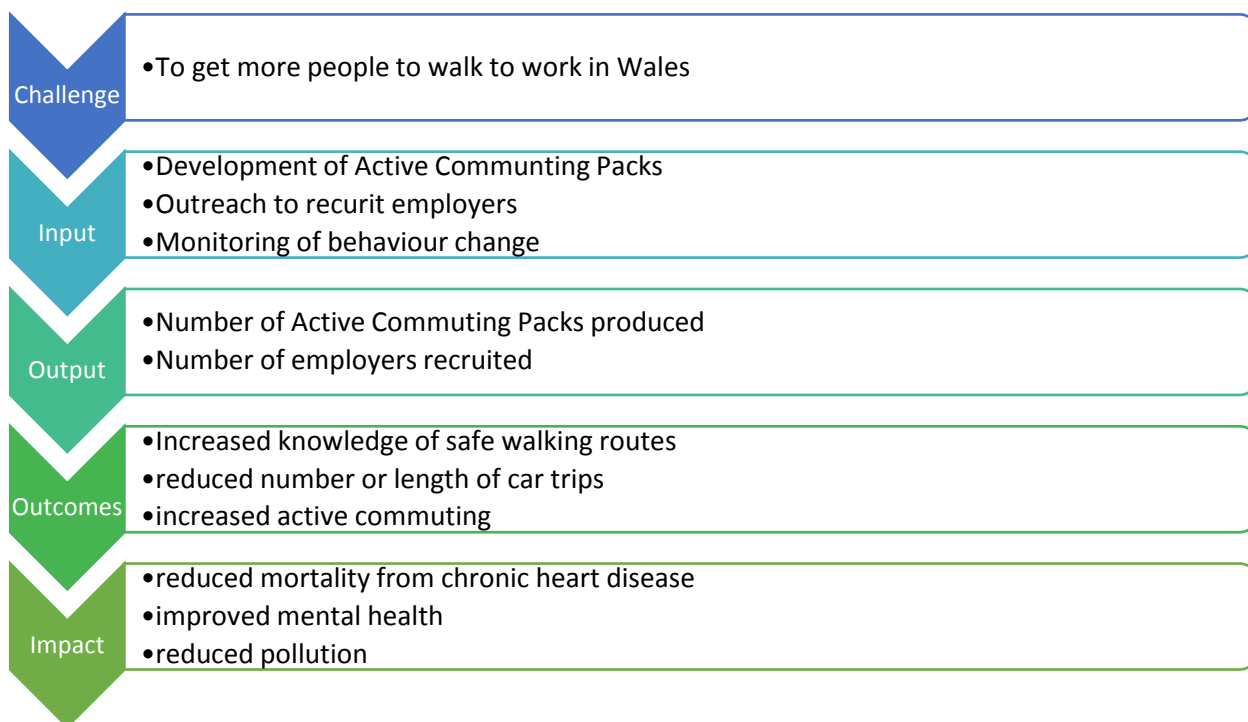 Challenge
•To get more people to walk to work in Wales
Input
•Development of Active Communting Packs
•Outreach to recurit employers
•Monitoring of behaviour change
Output
•Number of Active Commuting Packs produced
•Number of employers recruited
Outcomes
•Increased knowledge of safe walking routes
•reduced number or length of car trips
•increased active commuting
Impact
•reduced mortality from chronic heart disease
•improved mental health
•reduced pollution